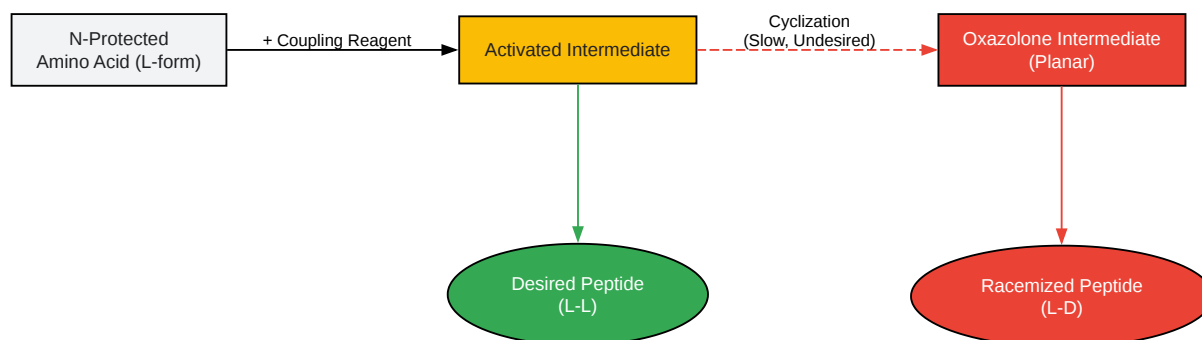 N-Protected
Amino Acid (L-form)
+ Coupling Reagent
Activated Intermediate
Cyclization
(Slow, Undesired)
Oxazolone Intermediate
(Planar)
Desired Peptide
(L-L)
Racemized Peptide
(L-D)